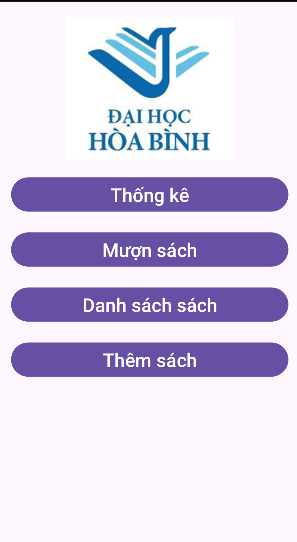 ĐẠI HỌC
HÒA BÌNH
Thống kê
Mượn sách
Danh sách sách
Thêm sách